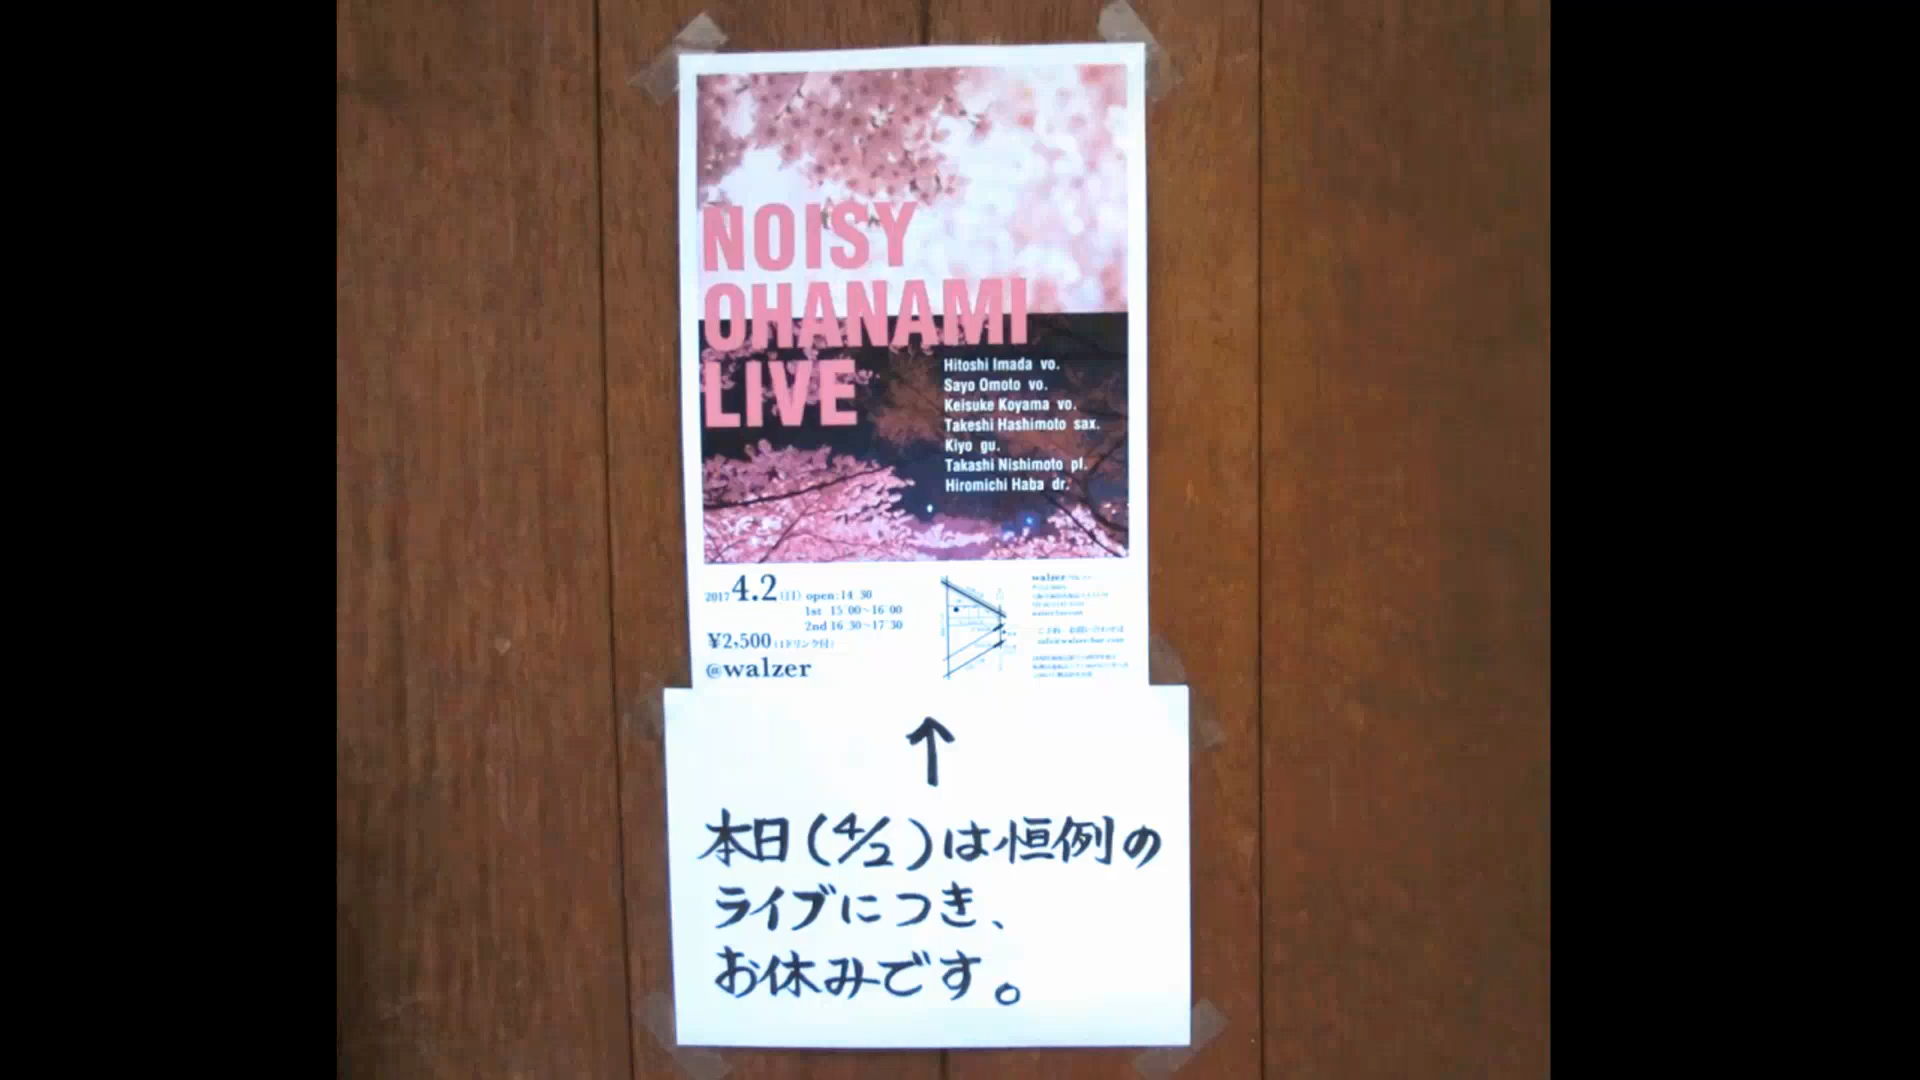 NOISY
OHANAMI
LIVE
Hitoshi Imada vo.
Sayo Omoto vo.
Keisuke Koyama vo.
Takeshi Hashimoto sax.
Kiyo gu.
Takashi Nishimoto pf.
Hiromichi Haba dr.
2017 4.2 (日) open:14 30
1st 15 00~16 00
2nd 16 30~17 30
¥2,500 (1ドリンク付)
@walzer
walzer
↑
本日(4/2)は恒例の
ライブにつき、
お休みです。